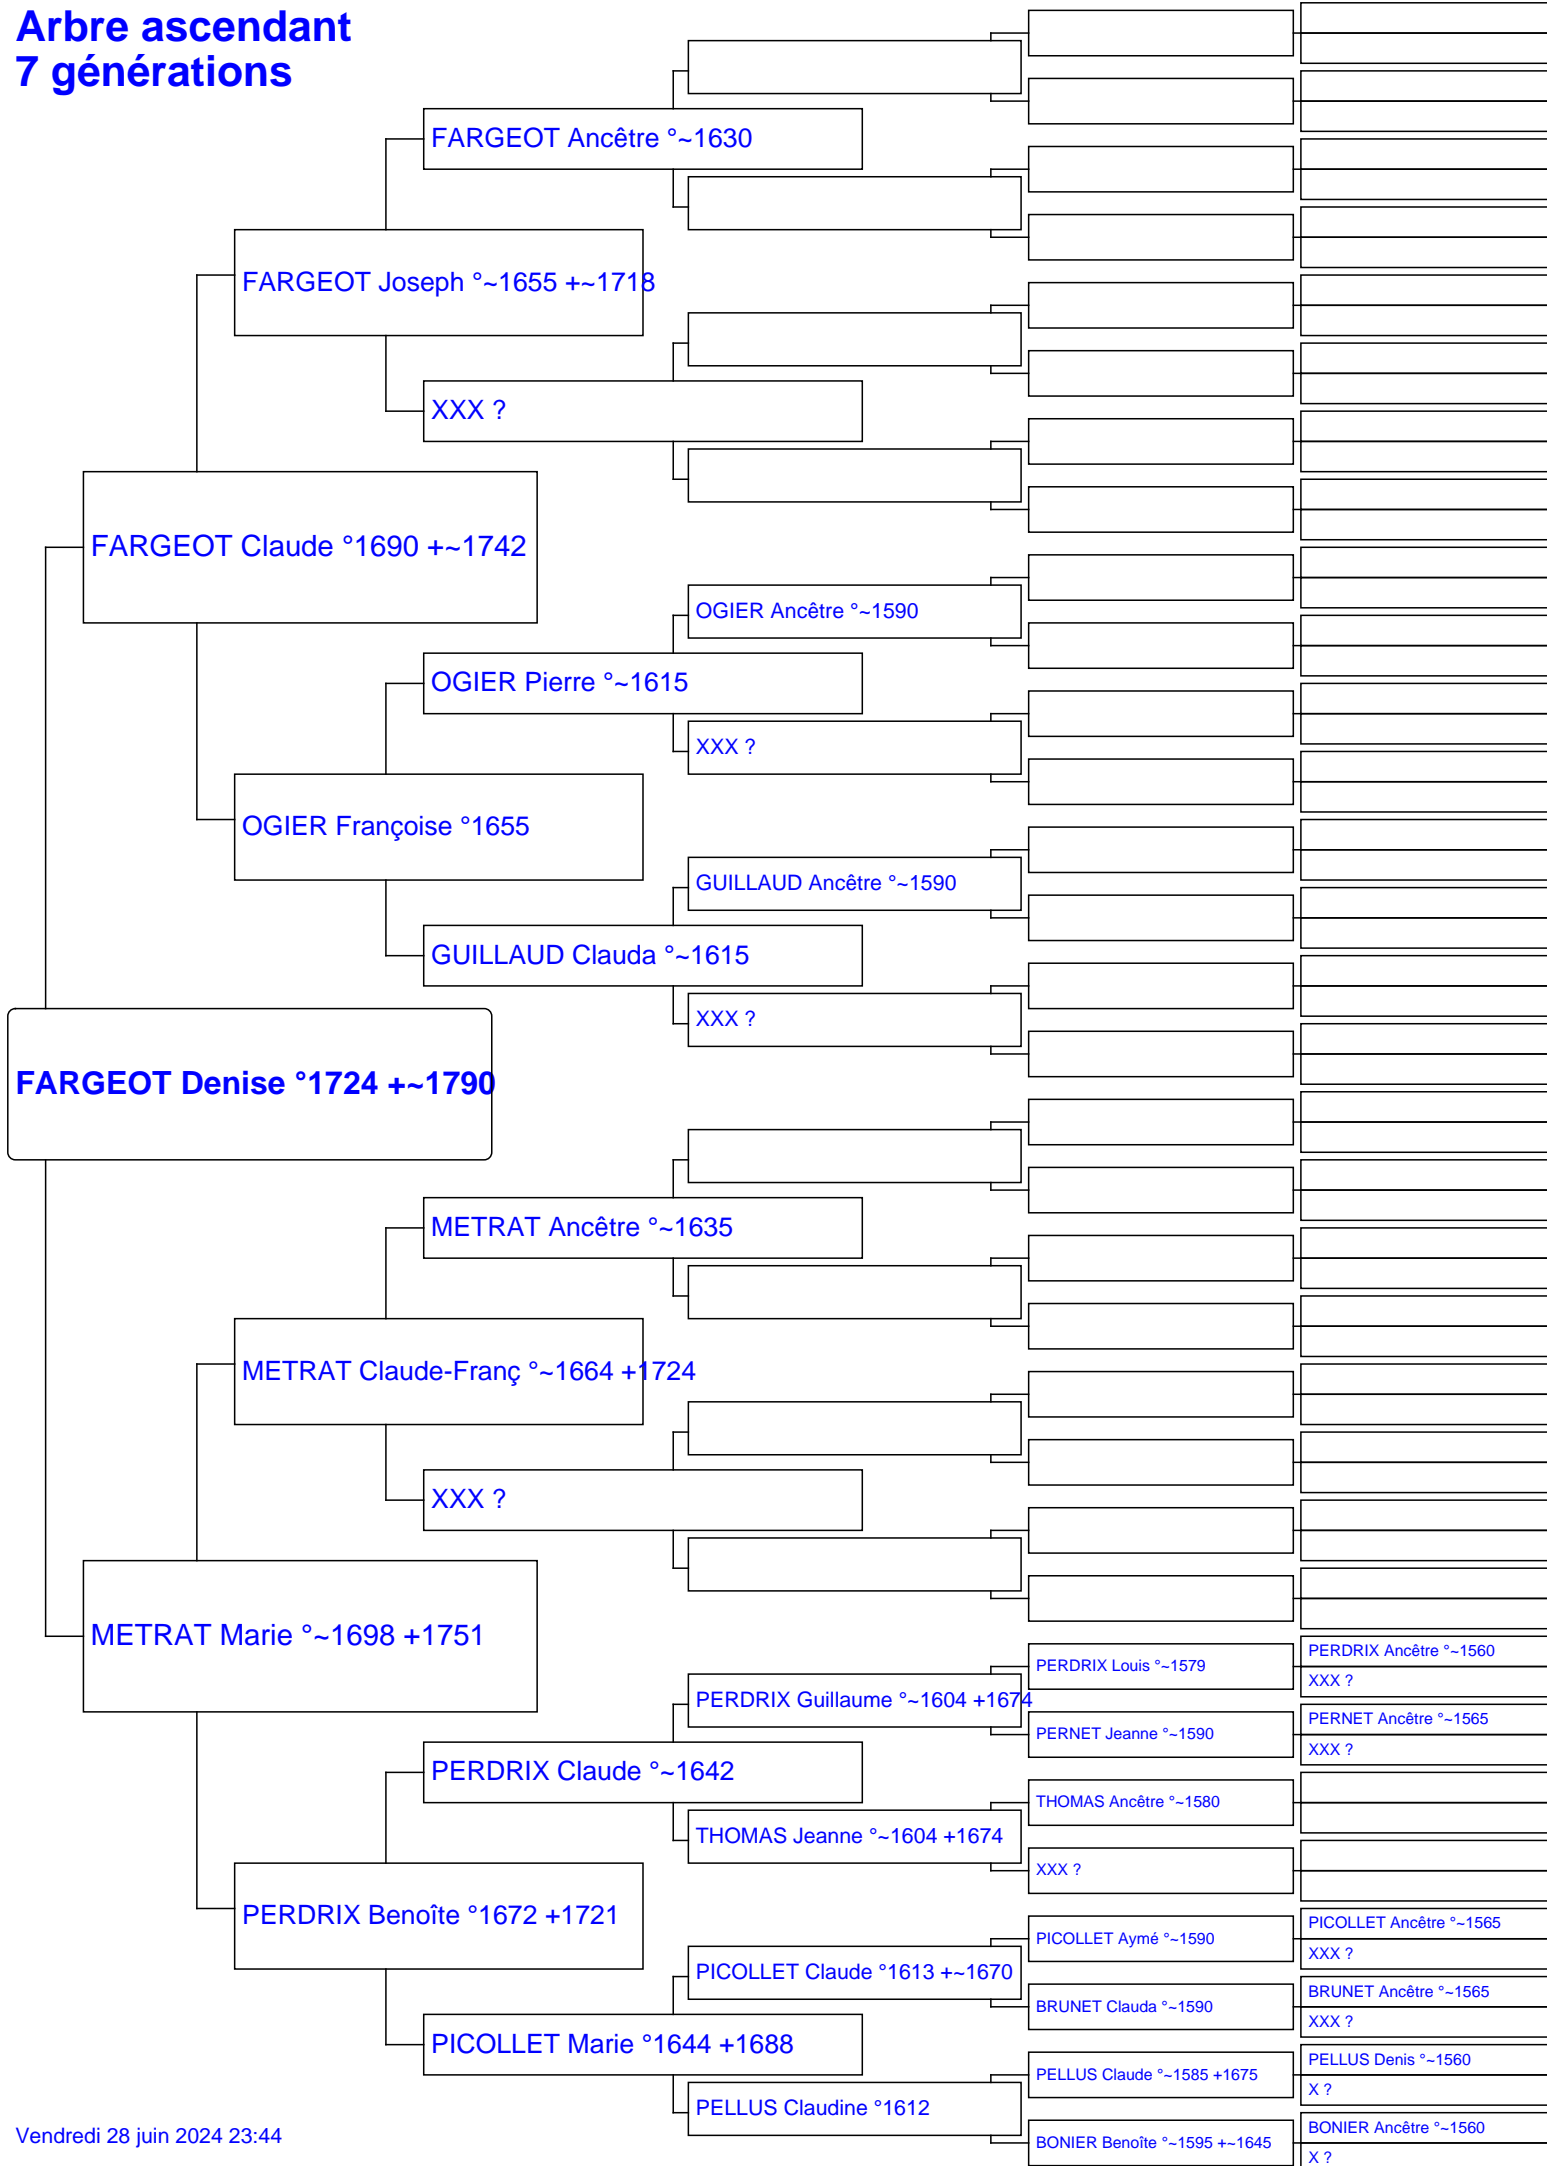 Arbre ascendant
7 générations
FARGEOT Ancêtre °~1630
FARGEOT Joseph °~1655 +~1718
XXX ?
FARGEOT Claude °1690 +~1742
OGIER Ancêtre °~1590
OGIER Pierre °~1615
XXX ?
OGIER Françoise °1655
GUILLAUD Ancêtre °~1590
GUILLAUD Clauda °~1615
XXX ?
FARGEOT Denise °1724 +~1790
METRAT Ancêtre °~1635
METRAT Claude-Franç °~1664 +1724
XXX ?
METRAT Marie °~1698 +1751
PERDRIX Ancêtre °~1560
PERDRIX Louis °~1579
XXX ?
PERDRIX Guillaume °~1604 +1674
PERNET Ancêtre °~1565
PERNET Jeanne °~1590
XXX ?
PERDRIX Claude °~1642
THOMAS Ancêtre °~1580
THOMAS Jeanne °~1604 +1674
XXX ?
PERDRIX Benoîte °1672 +1721
PICOLLET Ancêtre °~1565
PICOLLET Aymé °~1590
XXX ?
PICOLLET Claude °1613 +~1670
BRUNET Ancêtre °~1565
BRUNET Clauda °~1590
XXX ?
PICOLLET Marie °1644 +1688
PELLUS Denis °~1560
PELLUS Claude °~1585 +1675
X ?
PELLUS Claudine °1612
BONIER Ancêtre °~1560
BONIER Benoîte °~1595 +~1645
X ?
Vendredi 28 juin 2024 23:44